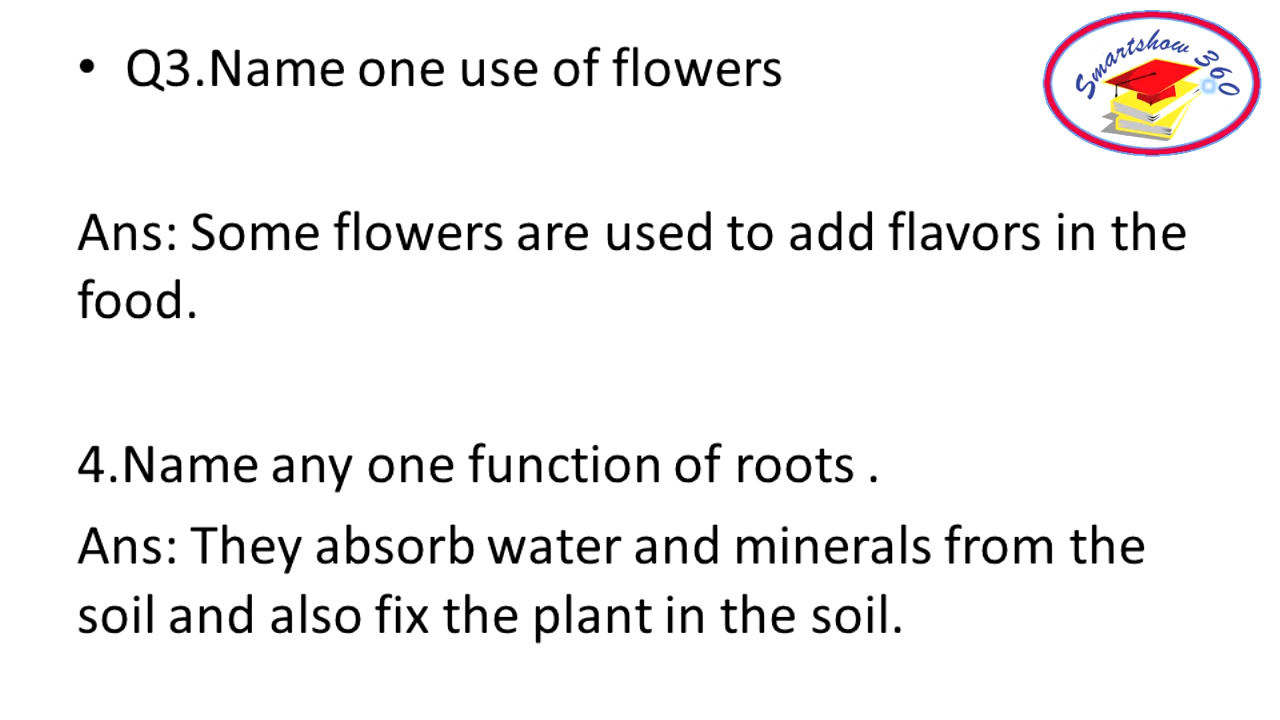 • Q3.Name one use of flowers
Smartshow 360
Ans: Some flowers are used to add flavors in the
food.
4.Name any one function of roots .
Ans: They absorb water and minerals from the
soil and also fix the plant in the soil.